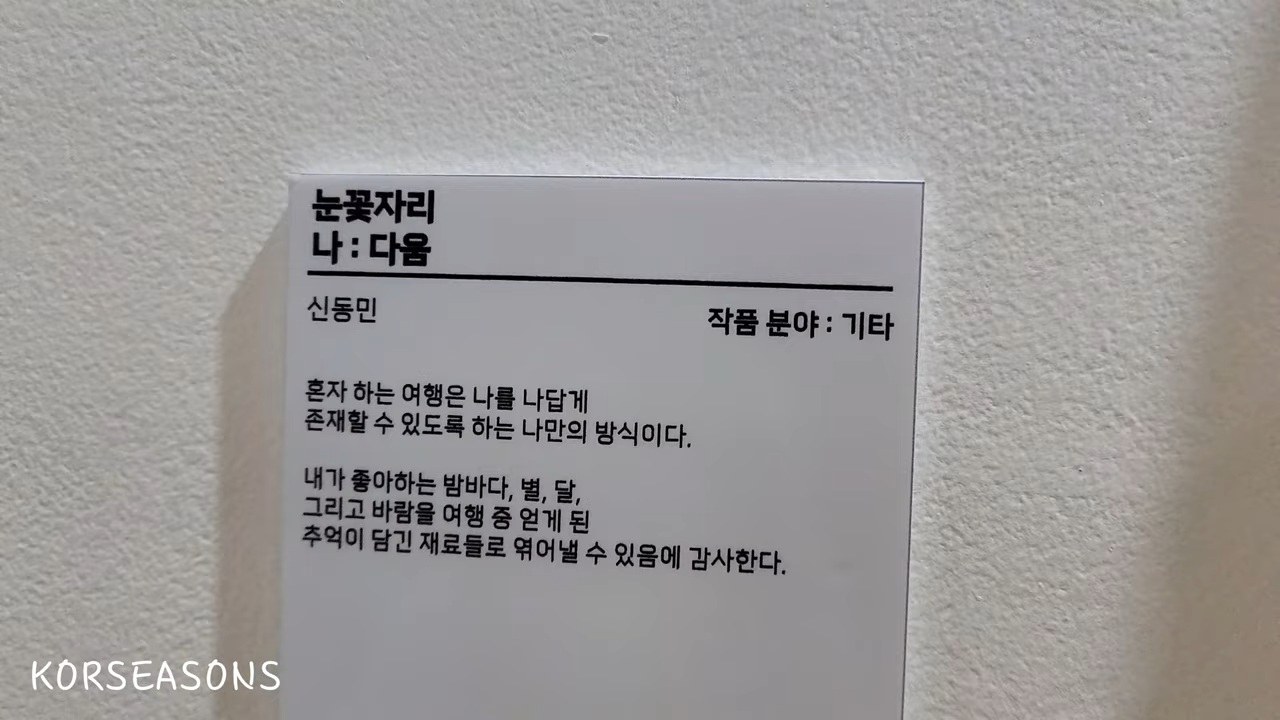 눈꽃자리
나 : 다움
신동민
작품 분야 : 기타
혼자 하는 여행은 나를 나답게
존재할 수 있도록 하는 나만의 방식이다.
내가 좋아하는 밤바다, 별, 달,
그리고 바람을 여행 중 얻게 된
추억이 담긴 재료들로 엮어낼 수 있음에 감사한다.
KORSEASONS